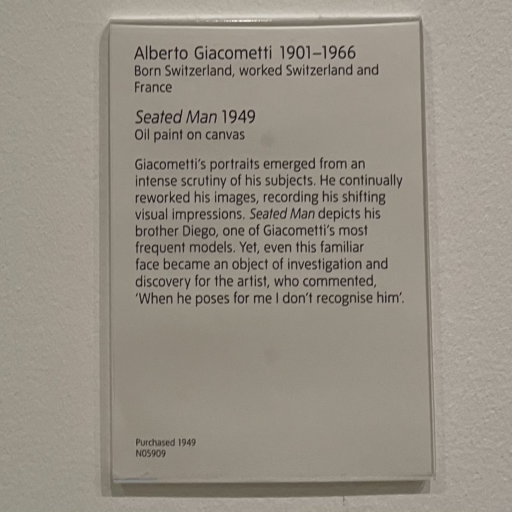 Alberto Giacometti 1901–1966
Born Switzerland, worked Switzerland and
France
Seated Man 1949
Oil paint on canvas
Giacometti's portraits emerged from an
intense scrutiny of his subjects. He continually
reworked his images, recording his shifting
visual impressions. Seated Man depicts his
brother Diego, one of Giacometti's most
frequent models. Yet, even this familiar
face became an object of investigation and
discovery for the artist, who commented,
'When he poses for me I don't recognise him'.
Purchased 1949
N05909